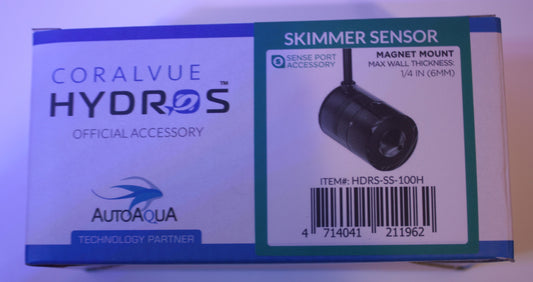 CORALVUE
HYDROS™
OFFICIAL ACCESSORY
AUTOAQUA
TECHNOLOGY PARTNER
SKIMMER SENSOR
S SENSE PORT
ACCESSORY
MAGNET MOUNT
MAX WALL THICKNESS:
1/4 IN (6MM)
ITEM#: HDRS-SS-100H
4 714041 211962